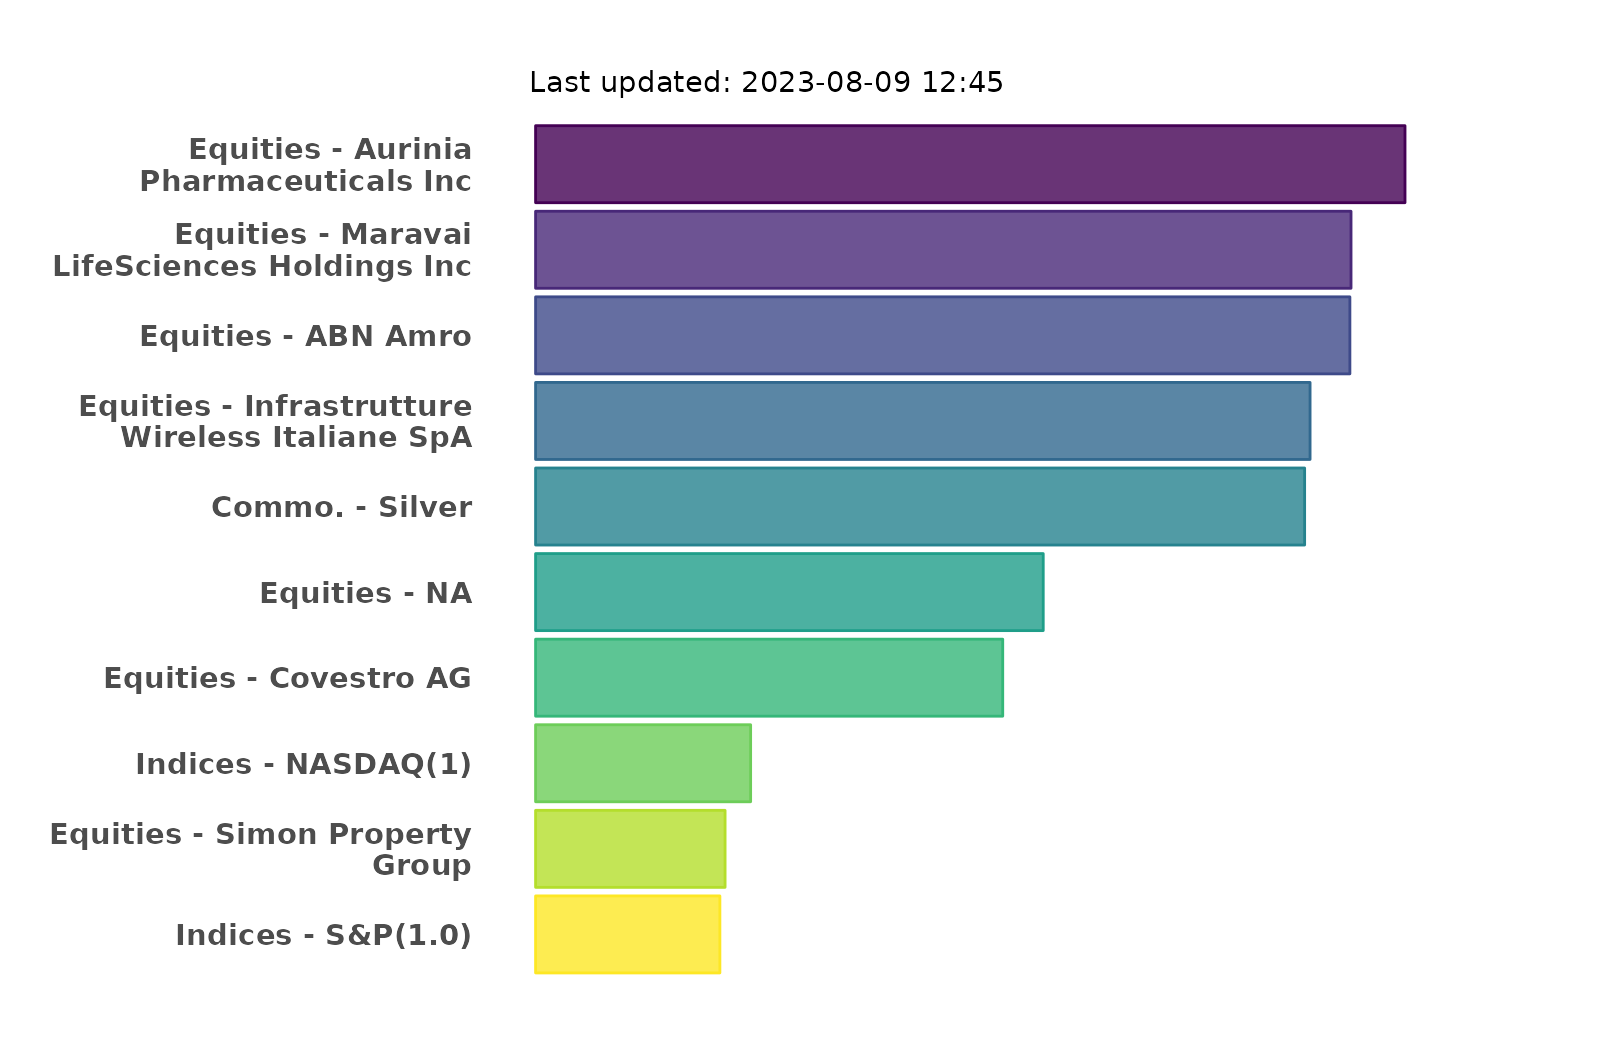 Last updated: 2023-08-09 12:45
Equities - Aurinia
Pharmaceuticals Inc
Equities - Maravai
LifeSciences Holdings Inc
Equities - ABN Amro
Equities - Infrastrutture
Wireless Italiane SpA
Commo. - Silver
Equities - NA
Equities - Covestro AG
Indices - NASDAQ(1)
Equities - Simon Property
Group
Indices - S&P(1.0)